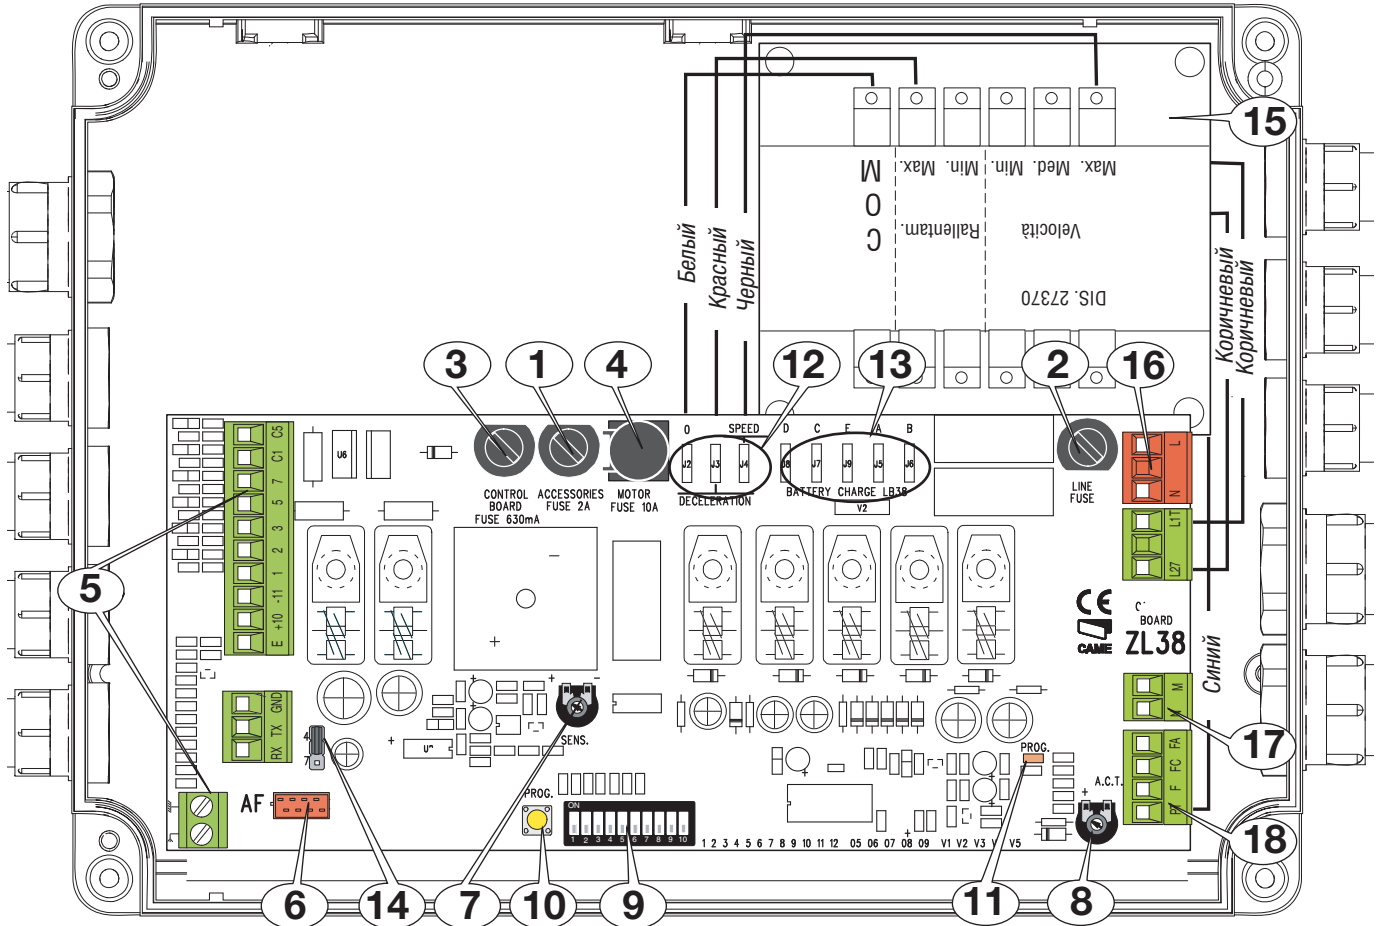 15
Max.
Med.
Min.
Min.
Max.
C O M
Velocità
Rallentam.
DIS. 27370
Белый
Красный
Черный
Коричневый
Коричневый
Синий
3
1
4
12
13
2
16
O
SPEED
D
C
E
A
B
J2
J3
J4
J8
J7
J9
J5
J6
DECELERATION
BATTERY CHARGE LB38
V2
CONTROL
BOARD
FUSE 630mA
ACCESSORIES
FUSE 2A
MOTOR
FUSE 10A
LINE
FUSE
U6
C5
C1
7
5
3
2
1
-11
+10
E
5
GND
TX
RX
4
7
L
N
L1T
L27
CE
CAME
BOARD
ZL38
M
17
FA
FC
F
18
SENS.
PROG.
A.C.T.
AF
PROG.
ON
1 2 3 4 5 6 7 8 9 10
1 2 3 4 5 6 7 8 9 10 11 12
05 06 07 08 09
V1 V2 V3 V5
6
14
7
10
9
11
8